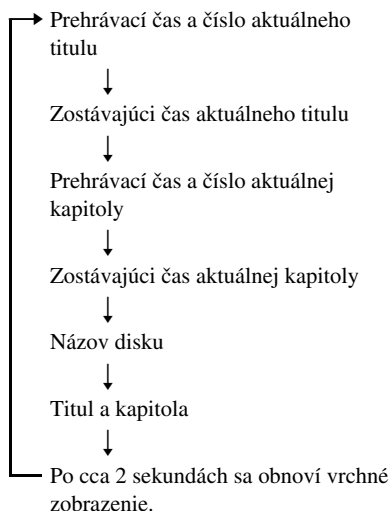 Prehrávací čas a číslo aktuálneho
titulu
Zostávajúci čas aktuálneho titulu
Prehrávací čas a číslo aktuálnej
kapitoly
Zostávajúci čas aktuálnej kapitoly
Názov disku
Titul a kapitola
Po cca 2 sekundách sa obnoví vrchné
zobrazenie.